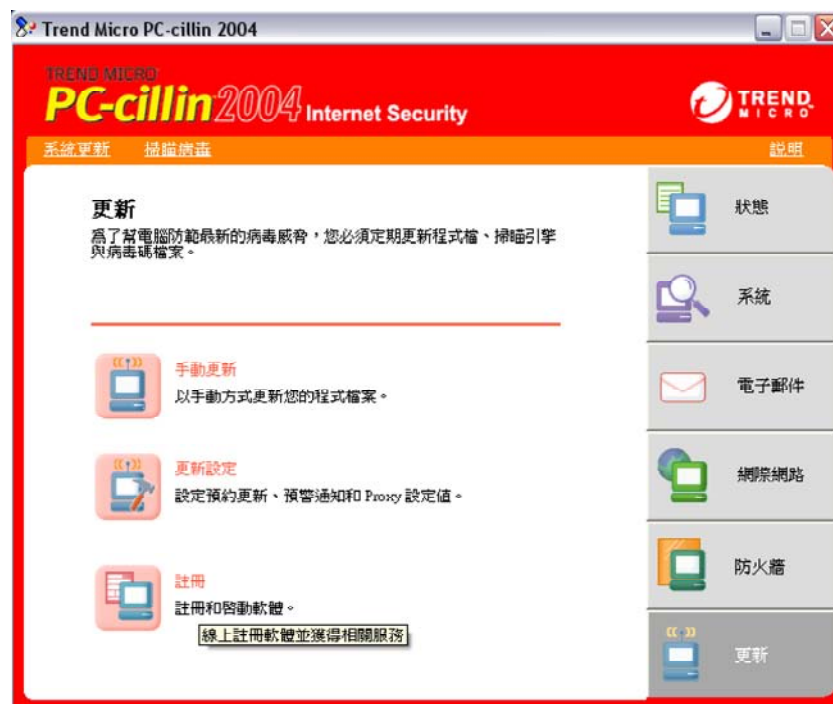 Trend Micro PC-cillin 2004
TREND MICRO
PC-cillin 2004 Internet Security
TREND MICRO
系統更新 掃瞄病毒 說明
更新
為了幫電腦防範最新的病毒威脅，您必須定期更新程式檔、掃瞄引擎
與病毒碼檔案。
手動更新
以手動方式更新您的程式檔案。
更新設定
設定預約更新、預警通知和 Proxy 設定值。
註冊
註冊和啓動軟體。
線上註冊軟體並獲得相關服務
狀態
系統
電子郵件
網際網路
防火牆
更新